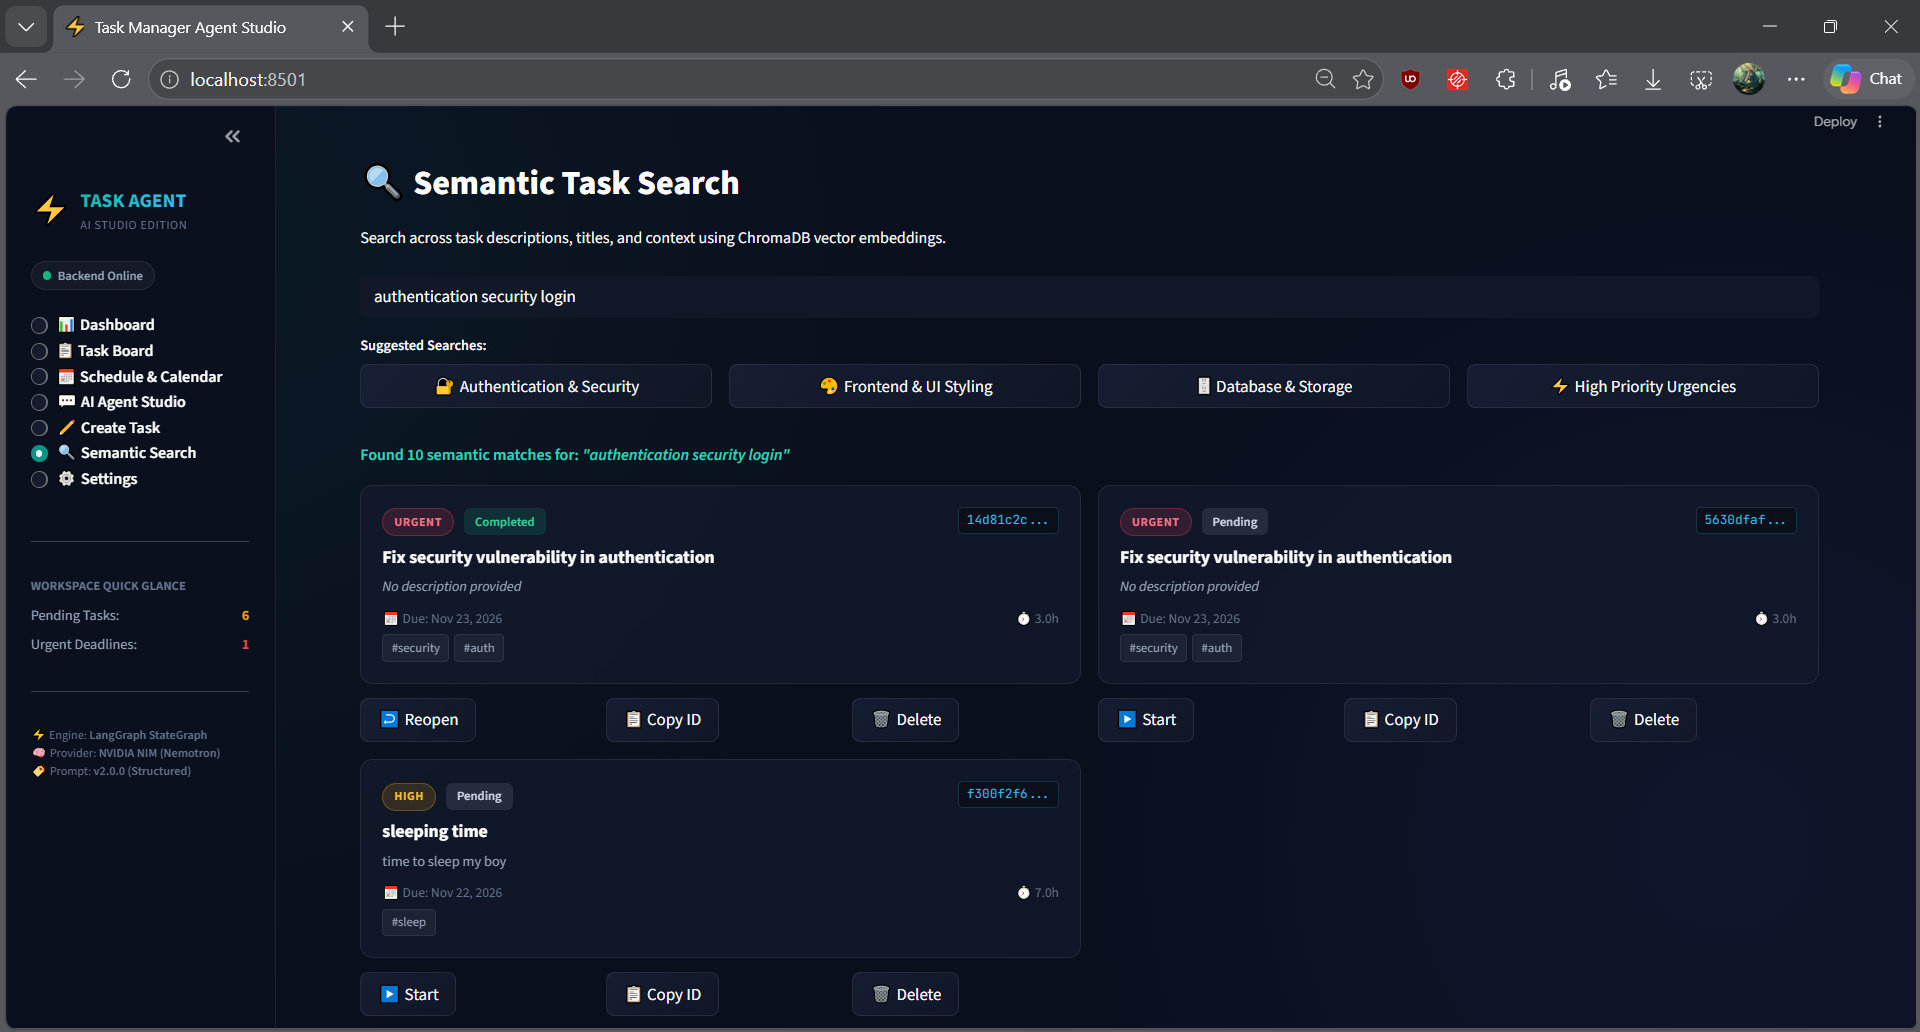 Task Manager Agent Studio
localhost:8501
Chat
Deploy
TASK AGENT
AI STUDIO EDITION
Backend Online
Dashboard
Task Board
Schedule & Calendar
AI Agent Studio
Create Task
Semantic Search
Settings
WORKSPACE QUICK GLANCE
Pending Tasks: 6
Urgent Deadlines: 1
Engine: LangGraph StateGraph
Provider: NVIDIA NIM (Nemotron)
Prompt: v2.0.0 (Structured)
Semantic Task Search
Search across task descriptions, titles, and context using ChromaDB vector embeddings.
authentication security login
Suggested Searches:
Authentication & Security
Frontend & UI Styling
Database & Storage
High Priority Urgencies
Found 10 semantic matches for: "authentication security login"
URGENT Completed 14d81c2c...
Fix security vulnerability in authentication
No description provided
Due: Nov 23, 2026 3.0h
#security #auth
Reopen Copy ID Delete
URGENT Pending 5630dfaf...
Fix security vulnerability in authentication
No description provided
Due: Nov 23, 2026 3.0h
#security #auth
Start Copy ID Delete
HIGH Pending f300f2f6...
sleeping time
time to sleep my boy
Due: Nov 22, 2026 7.0h
#sleep
Start Copy ID Delete